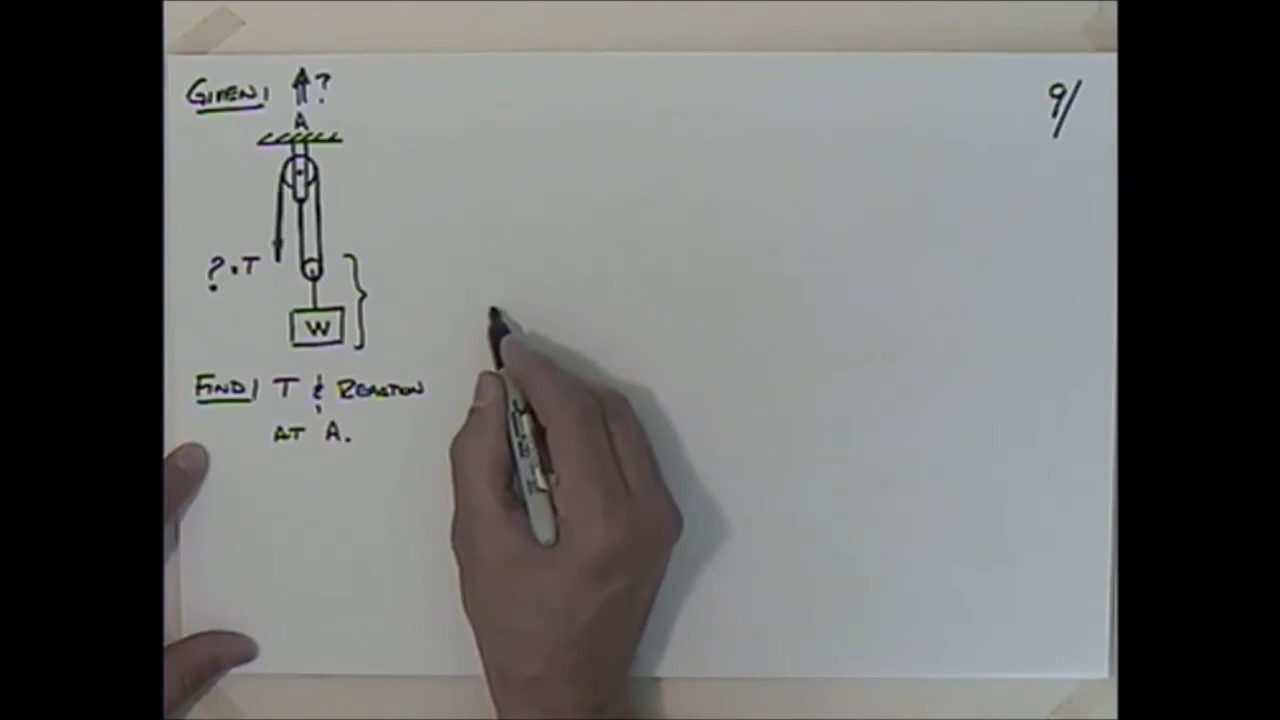 GIVEN| ?
A
? · T
W
FIND| T & REACTION
AT A.
9/